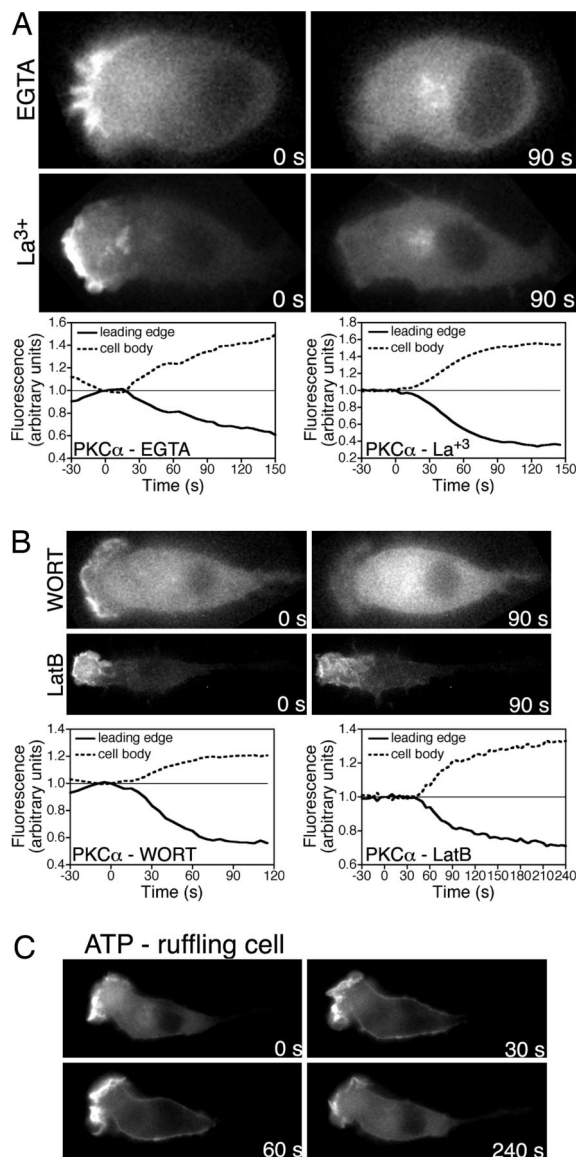 A
EGTA
0 s
90 s
La3+
0 s
90 s
Fluorescence
(arbitrary units)
1.6
1.4
1.2
1.0
0.8
0.6
0.4
leading edge
cell body
PKCα - EGTA
-30 0 30 60 90 120 150
Time (s)
Fluorescence
(arbitrary units)
1.6
1.4
1.2
1.0
0.8
0.6
0.4
0.2
leading edge
cell body
PKCα - La+3
-30 0 30 60 90 120 150
Time (s)
B
WORT
0 s
90 s
LatB
0 s
90 s
Fluorescence
(arbitrary units)
1.4
1.2
1.0
0.8
0.6
0.4
leading edge
cell body
PKCα - WORT
-30 0 30 60 90 120
Time (s)
Fluorescence
(arbitrary units)
1.4
1.2
1.0
0.8
0.6
leading edge
cell body
PKCα - LatB
-30 0 30 60 90 120 150 180 210 240
Time (s)
C
ATP - ruffling cell
0 s
30 s
60 s
240 s